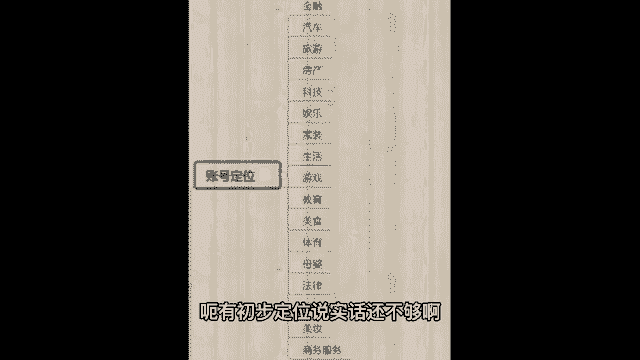 金融
汽车
旅游
房产
科技
娱乐
家装
生活
账号定位
游戏
教育
美食
体育
母婴
法律
呃有初步定位说实话还不够啊
美妆
商务服务